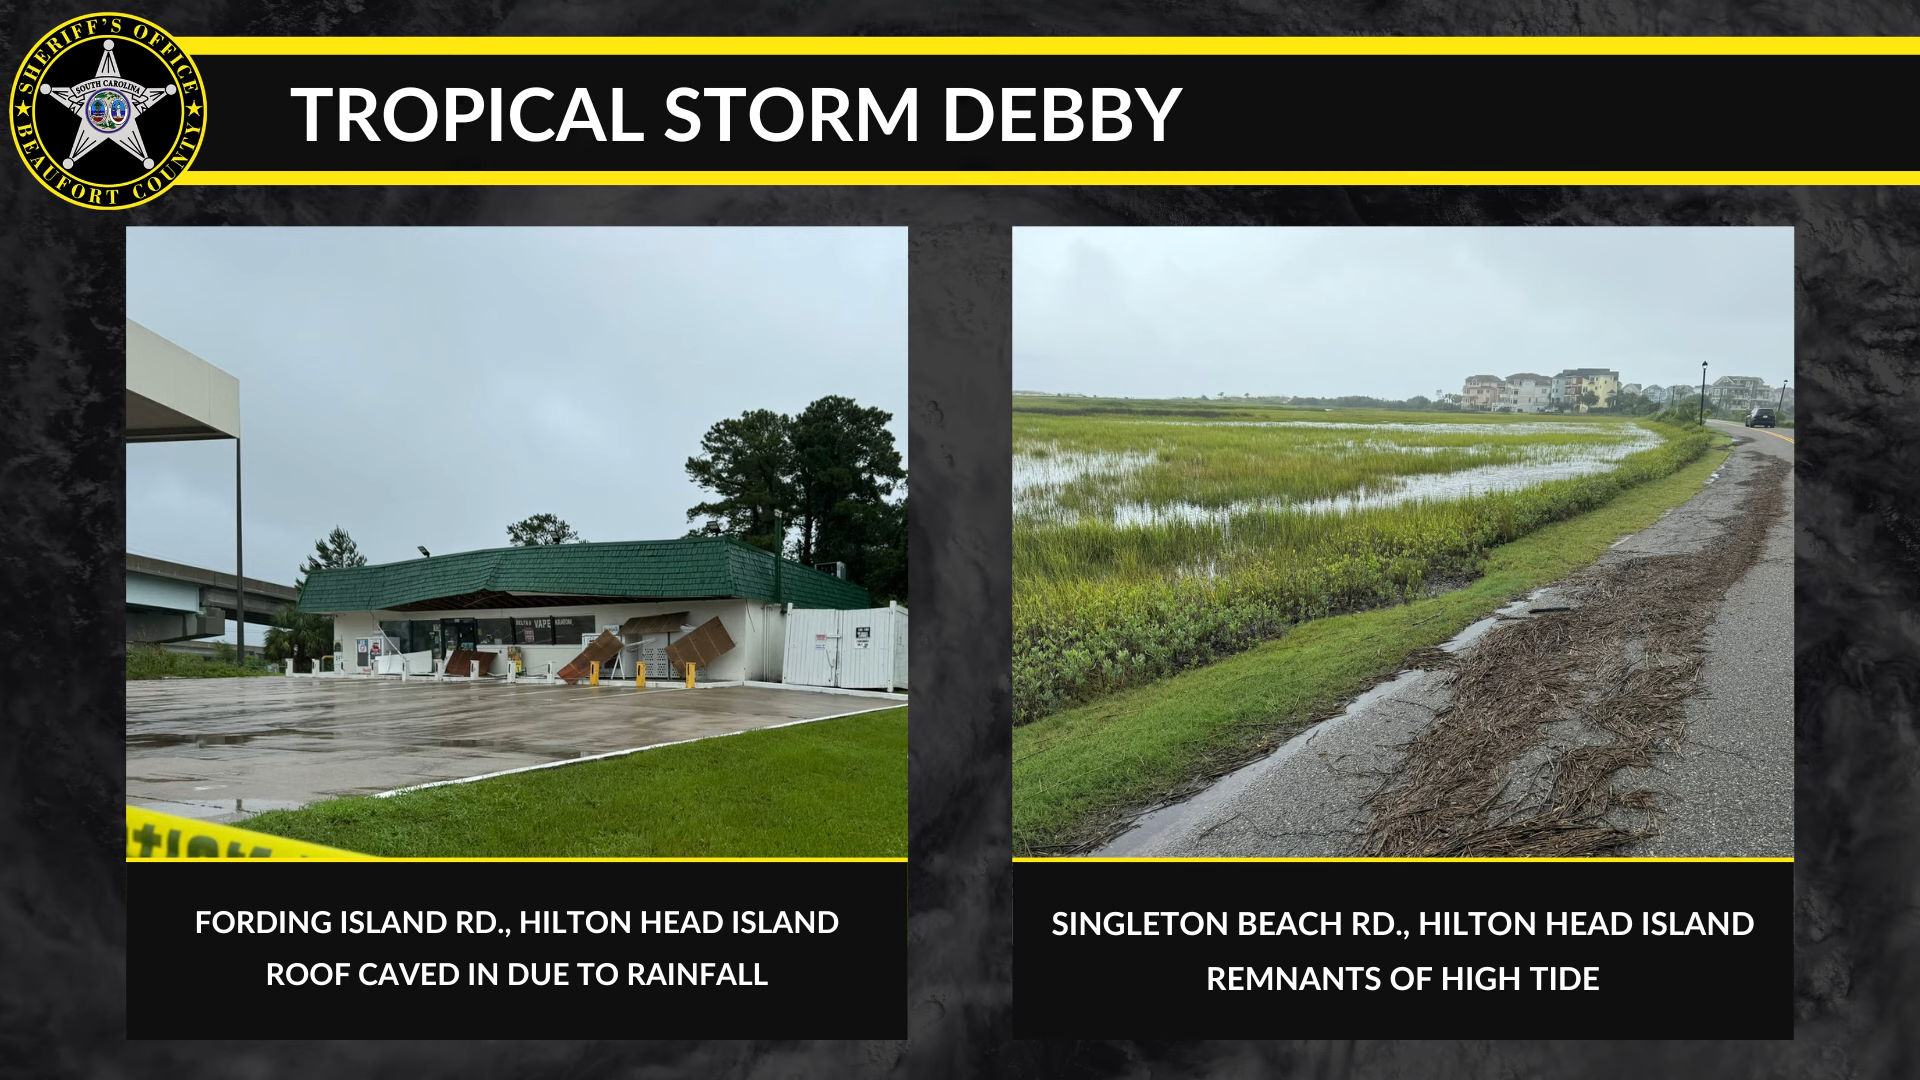 SHERIFF'S OFFICE
SOUTH CAROLINA
BEAUFORT COUNTY
TROPICAL STORM DEBBY
VAPE
FORDING ISLAND RD., HILTON HEAD ISLAND
ROOF CAVED IN DUE TO RAINFALL
SINGLETON BEACH RD., HILTON HEAD ISLAND
REMNANTS OF HIGH TIDE